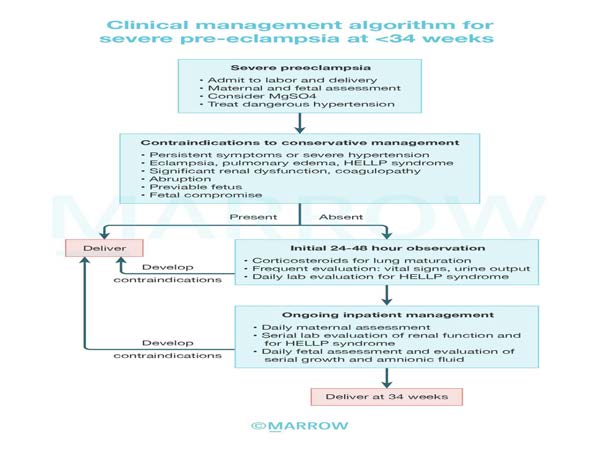 Clinical management algorithm for
severe pre-eclampsia at <34 weeks
Severe preeclampsia
• Admit to labor and delivery
• Maternal and fetal assessment
• Consider MgSO4
• Treat dangerous hypertension
Contraindications to conservative management
• Persistent symptoms or severe hypertension
• Eclampsia, pulmonary edema, HELLP syndrome
• Significant renal dysfunction, coagulopathy
• Abruption
• Previable fetus
• Fetal compromise
MARROW
Present
Absent
Deliver
Initial 24-48 hour observation
• Corticosteroids for lung maturation
• Frequent evaluation: vital signs, urine output
• Daily lab evaluation for HELLP syndrome
Develop
contraindications
Ongoing inpatient management
• Daily maternal assessment
• Serial lab evaluation of renal function and
for HELLP syndrome
• Daily fetal assessment and evaluation of
serial growth and amnionic fluid
Develop
contraindications
Deliver at 34 weeks
©MARROW